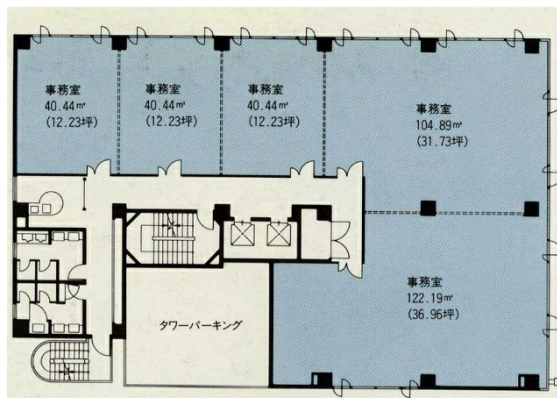 事務室
40.44㎡
(12.23坪)
事務室
40.44㎡
(12.23坪)
事務室
40.44㎡
(12.23坪)
事務室
104.89㎡
(31.73坪)
事務室
122.19㎡
(36.96坪)
タワーパーキング